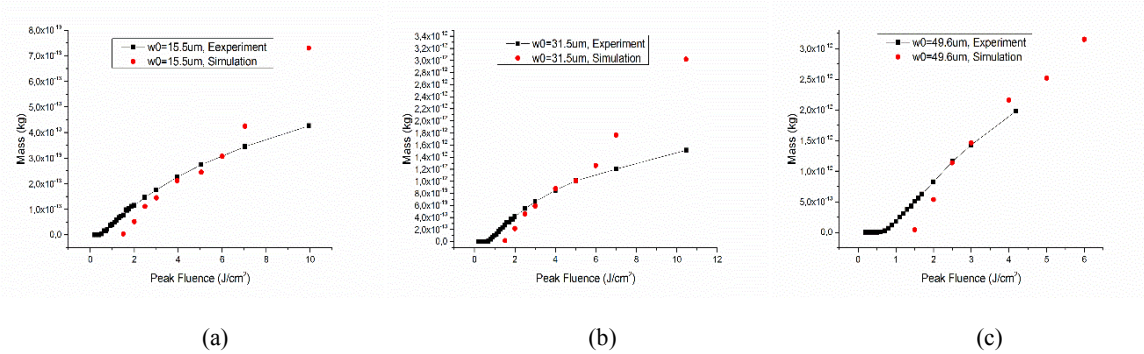 8,0x10⁻¹³
7,0x10⁻¹³
6,0x10⁻¹³
5,0x10⁻¹³
4,0x10⁻¹³
3,0x10⁻¹³
2,0x10⁻¹³
1,0x10⁻¹³
0,0
Mass (kg)
w0=15.5um, Eexperiment
w0=15.5um, Simulation
0 2 4 6 8 10
Peak Fluence (J/cm²)
(a)
3,4x10⁻¹²
3,2x10⁻¹²
3,0x10⁻¹²
2,8x10⁻¹²
2,6x10⁻¹²
2,4x10⁻¹²
2,2x10⁻¹²
2,0x10⁻¹²
1,8x10⁻¹²
1,6x10⁻¹²
1,4x10⁻¹²
1,2x10⁻¹²
1,0x10⁻¹²
8,0x10⁻¹³
6,0x10⁻¹³
4,0x10⁻¹³
2,0x10⁻¹³
0,0
Mass (kg)
w0=31.5um, Experiment
w0=31.5um, Simulation
0 2 4 6 8 10 12
Peak Fluence (J/cm²)
(b)
3,0x10⁻¹²
2,5x10⁻¹²
2,0x10⁻¹²
1,5x10⁻¹²
1,0x10⁻¹²
5,0x10⁻¹³
0,0
Mass (kg)
w0=49.6um, Experiment
w0=49.6um, Simulation
0 1 2 3 4 5 6
Peak Fluence (J/cm²)
(c)